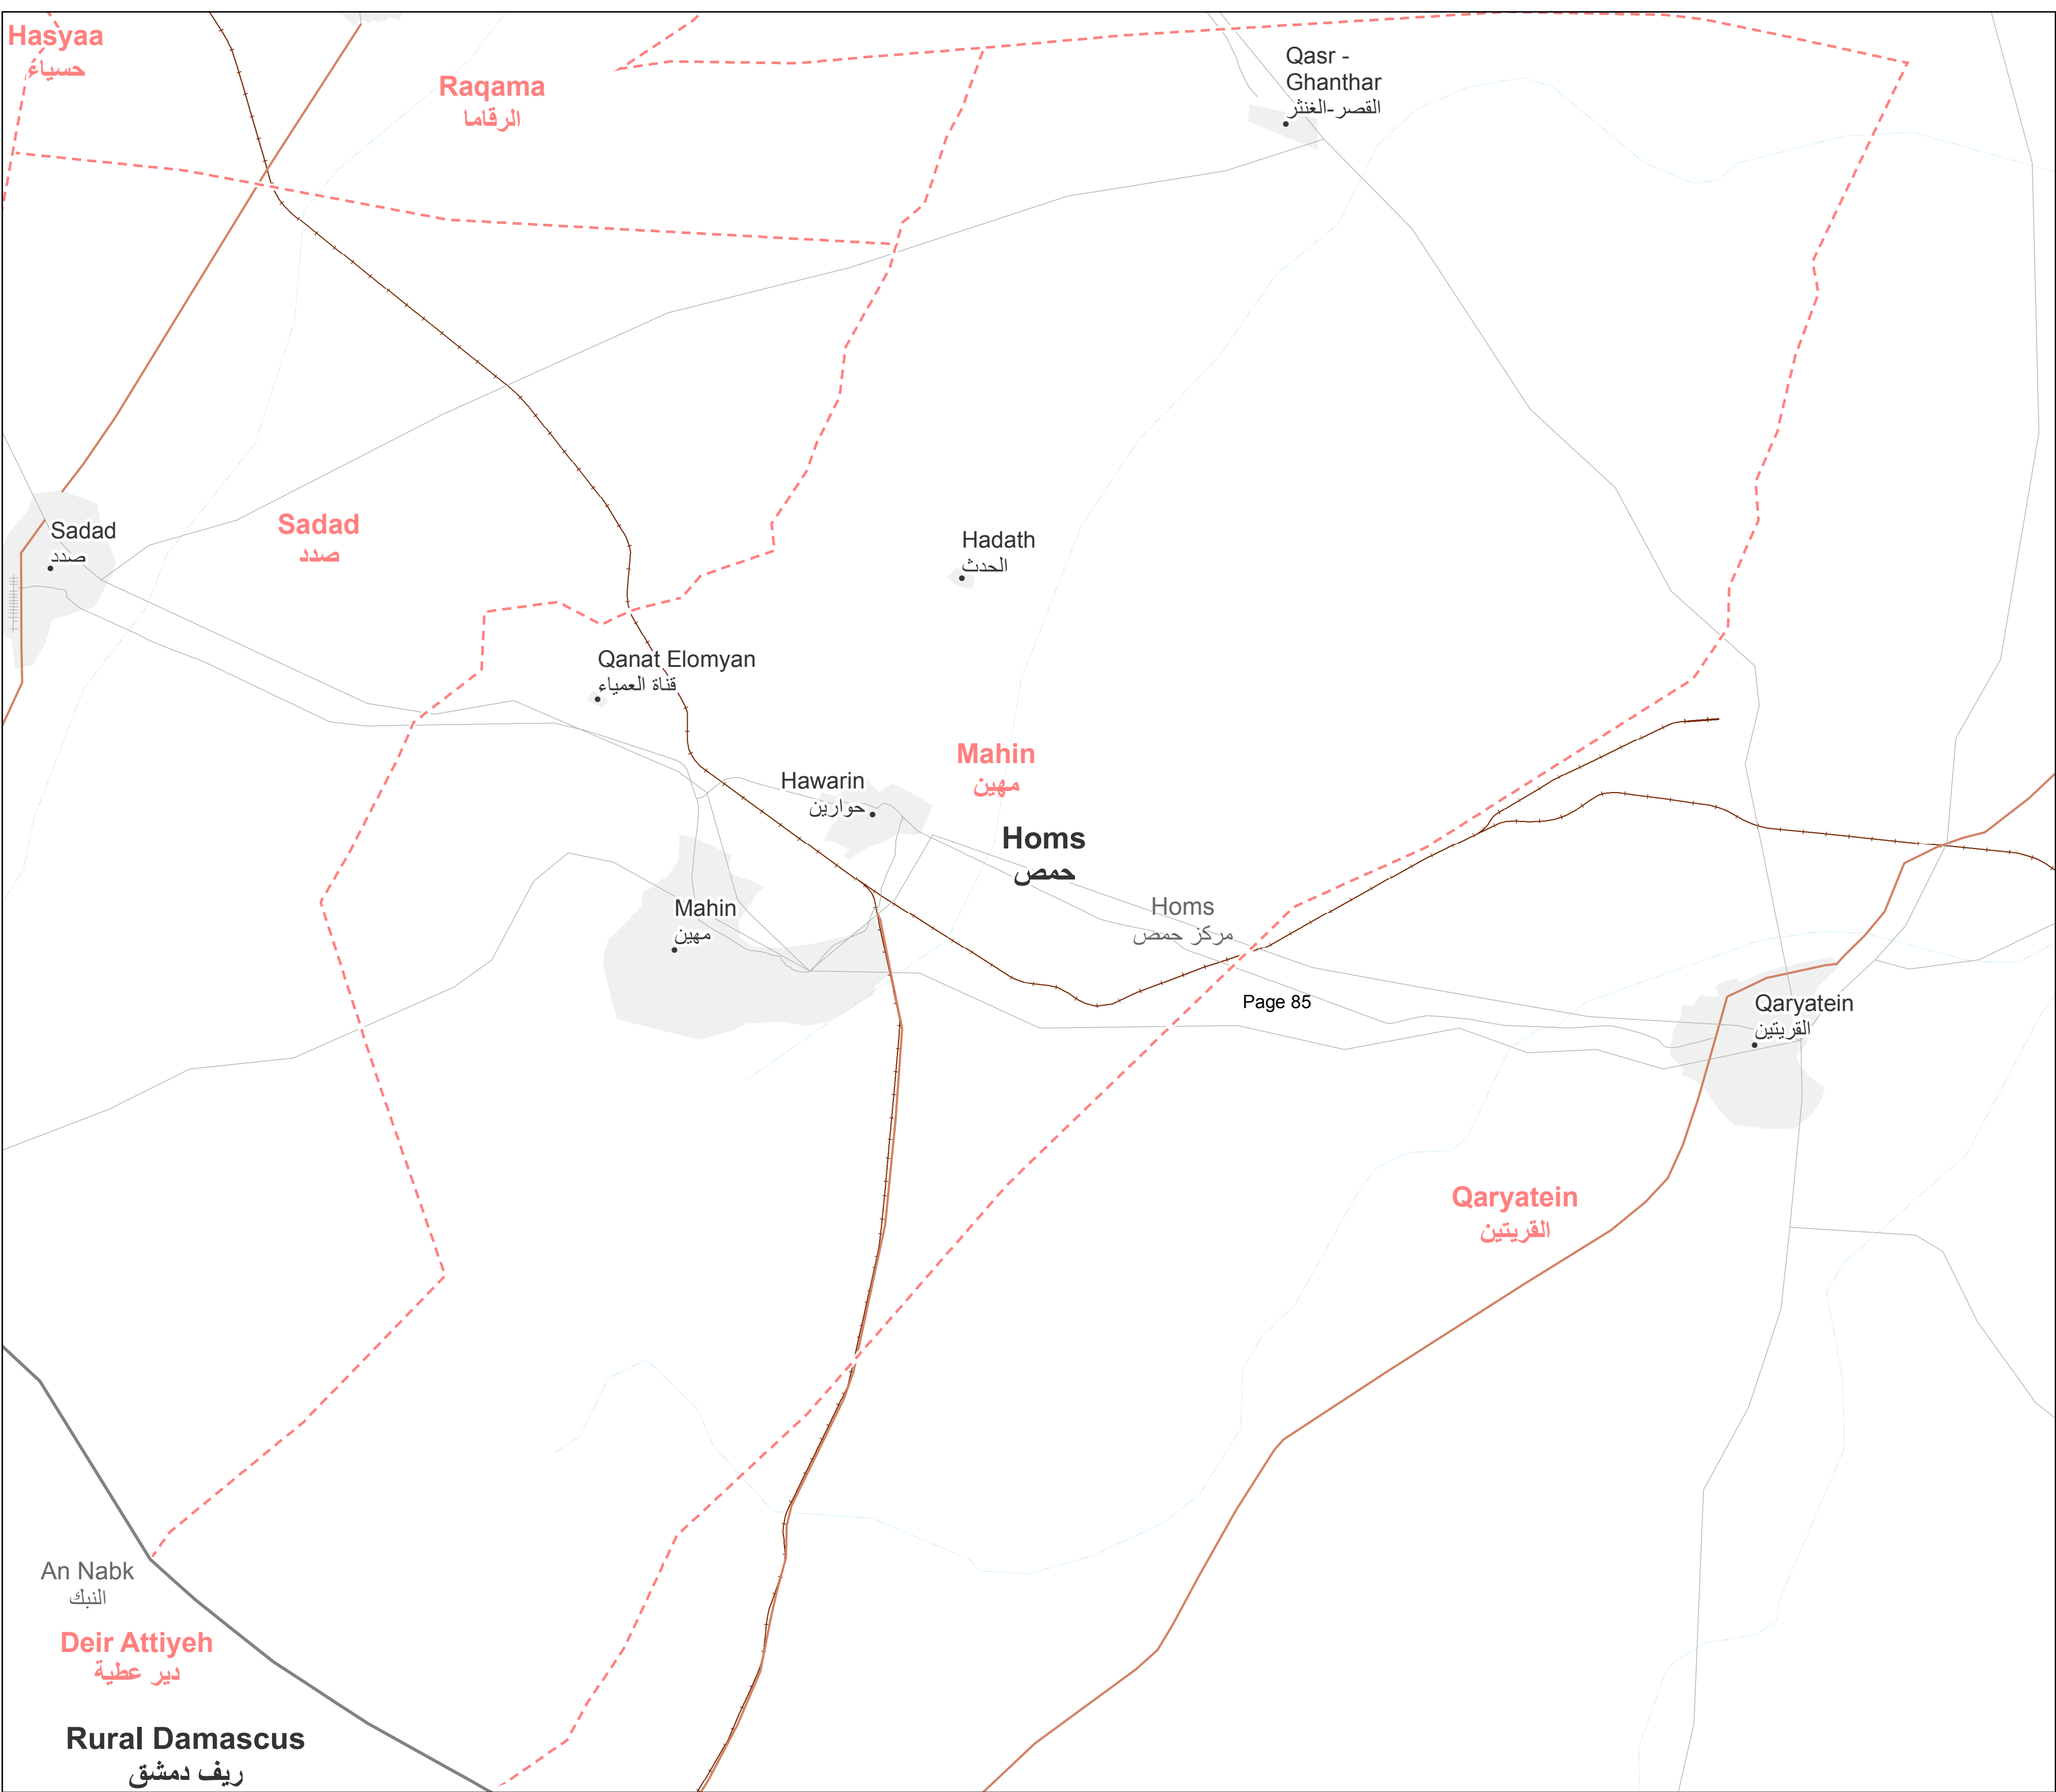 Hasyaa
حسياء
Raqama
الرقاما
Qasr -
Ghanthar
القصر-الغنثر
Sadad
صدد
Sadad
صدد
Hadath
الحدث
Qanat Elomyan
قناة العمياء
Mahin
مهين
Hawarin
حوارين
Homs
حمص
Mahin
مهين
Homs
مركز حمص
Page 85
Qaryatein
القريتين
Qaryatein
القريتين
An Nabk
النبك
Deir Attiyeh
دير عطية
Rural Damascus
ريف دمشق